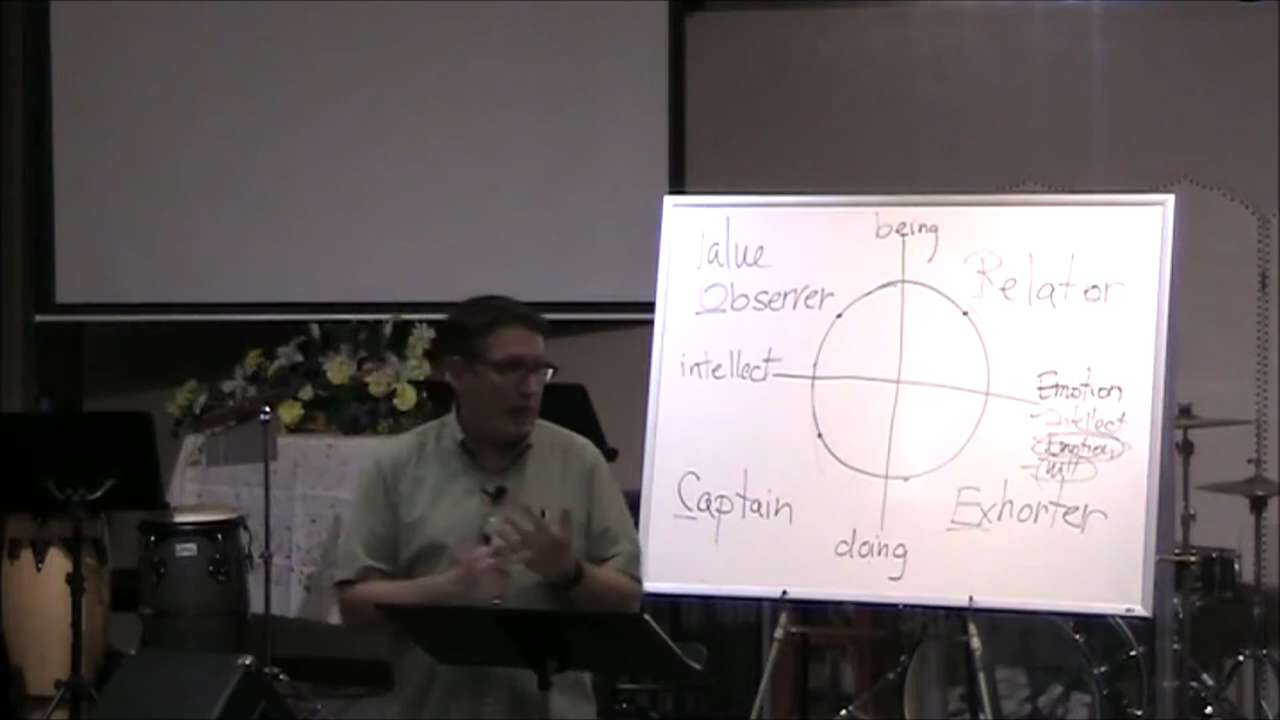 being
Value
Observer
Relator
intellect
Emotion
Intellect
Emotion
Will
Captain
Exhorter
doing